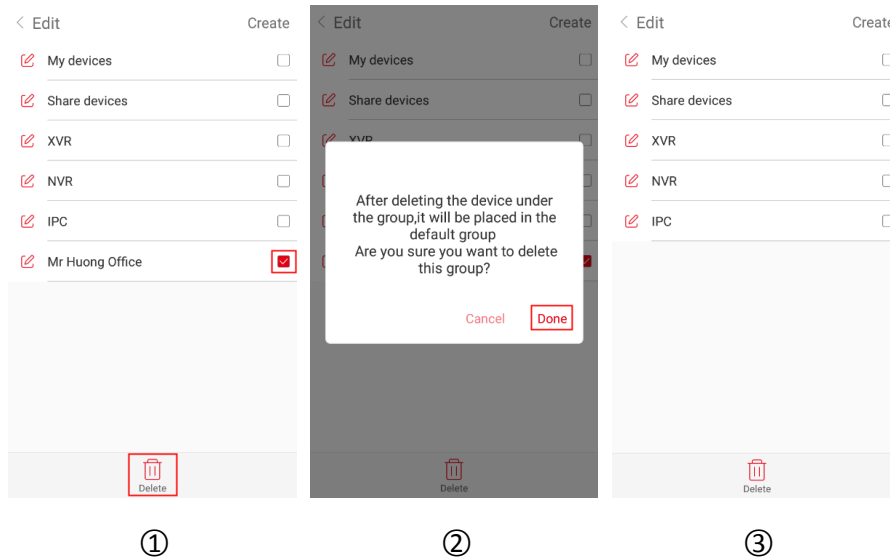 Edit Create
My devices
Share devices
XVR
NVR
IPC
Mr Huong Office
Delete
①
Edit Create
My devices
Share devices
XVR
After deleting the device under
the group,it will be placed in the
default group
Are you sure you want to delete
this group?
Cancel Done
Delete
②
Edit Create
My devices
Share devices
XVR
NVR
IPC
Delete
③